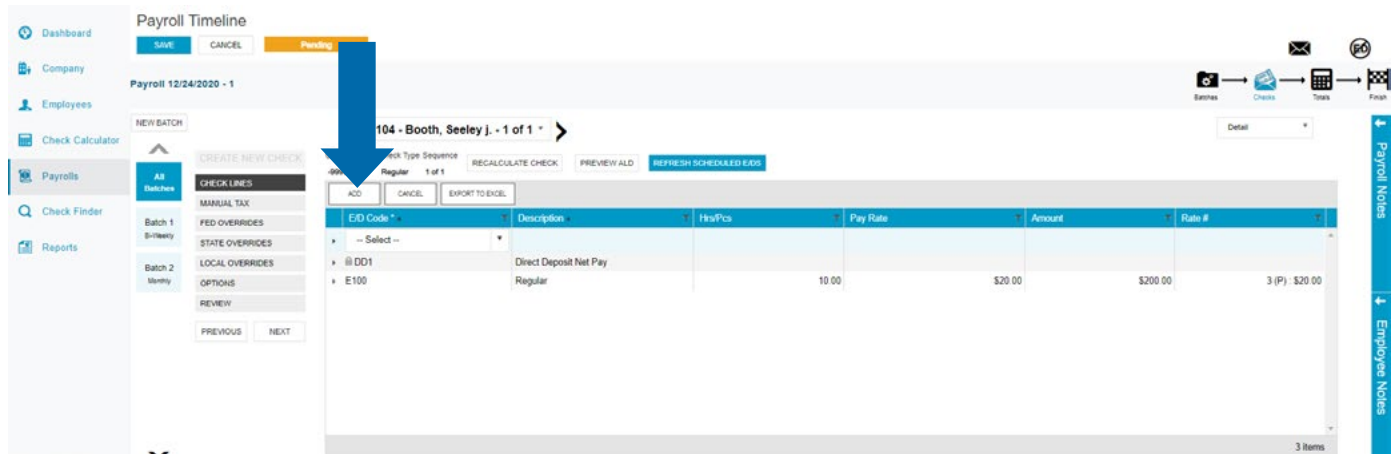 Payroll Timeline
SAVE CANCEL Pending
Dashboard
Company
Employees
Check Calculator
Payrolls
Check Finder
Reports
Payroll 12/24/2020 - 1
Batches Checks Totals Finish
NEW BATCH
All Batches
Batch 1
Bi-Weekly
Batch 2
Monthly
104 - Booth, Seeley j. - 1 of 1
Detail
CREATE NEW CHECK
CHECK LINES
MANUAL TAX
FED OVERRIDES
STATE OVERRIDES
LOCAL OVERRIDES
OPTIONS
REVIEW
PREVIOUS NEXT
Type Sequence
Regular 1 of 1
RECALCULATE CHECK PREVIEW ALD REFRESH SCHEDULED E/DS
ADD CANCEL EXPORT TO EXCEL
E/D Code * Description Hrs/Pcs Pay Rate Amount Rate #
-- Select --
DD1 Direct Deposit Net Pay
E100 Regular 10.00 $20.00 $200.00 3 (P) : $20.00
3 items
Payroll Notes
Employee Notes